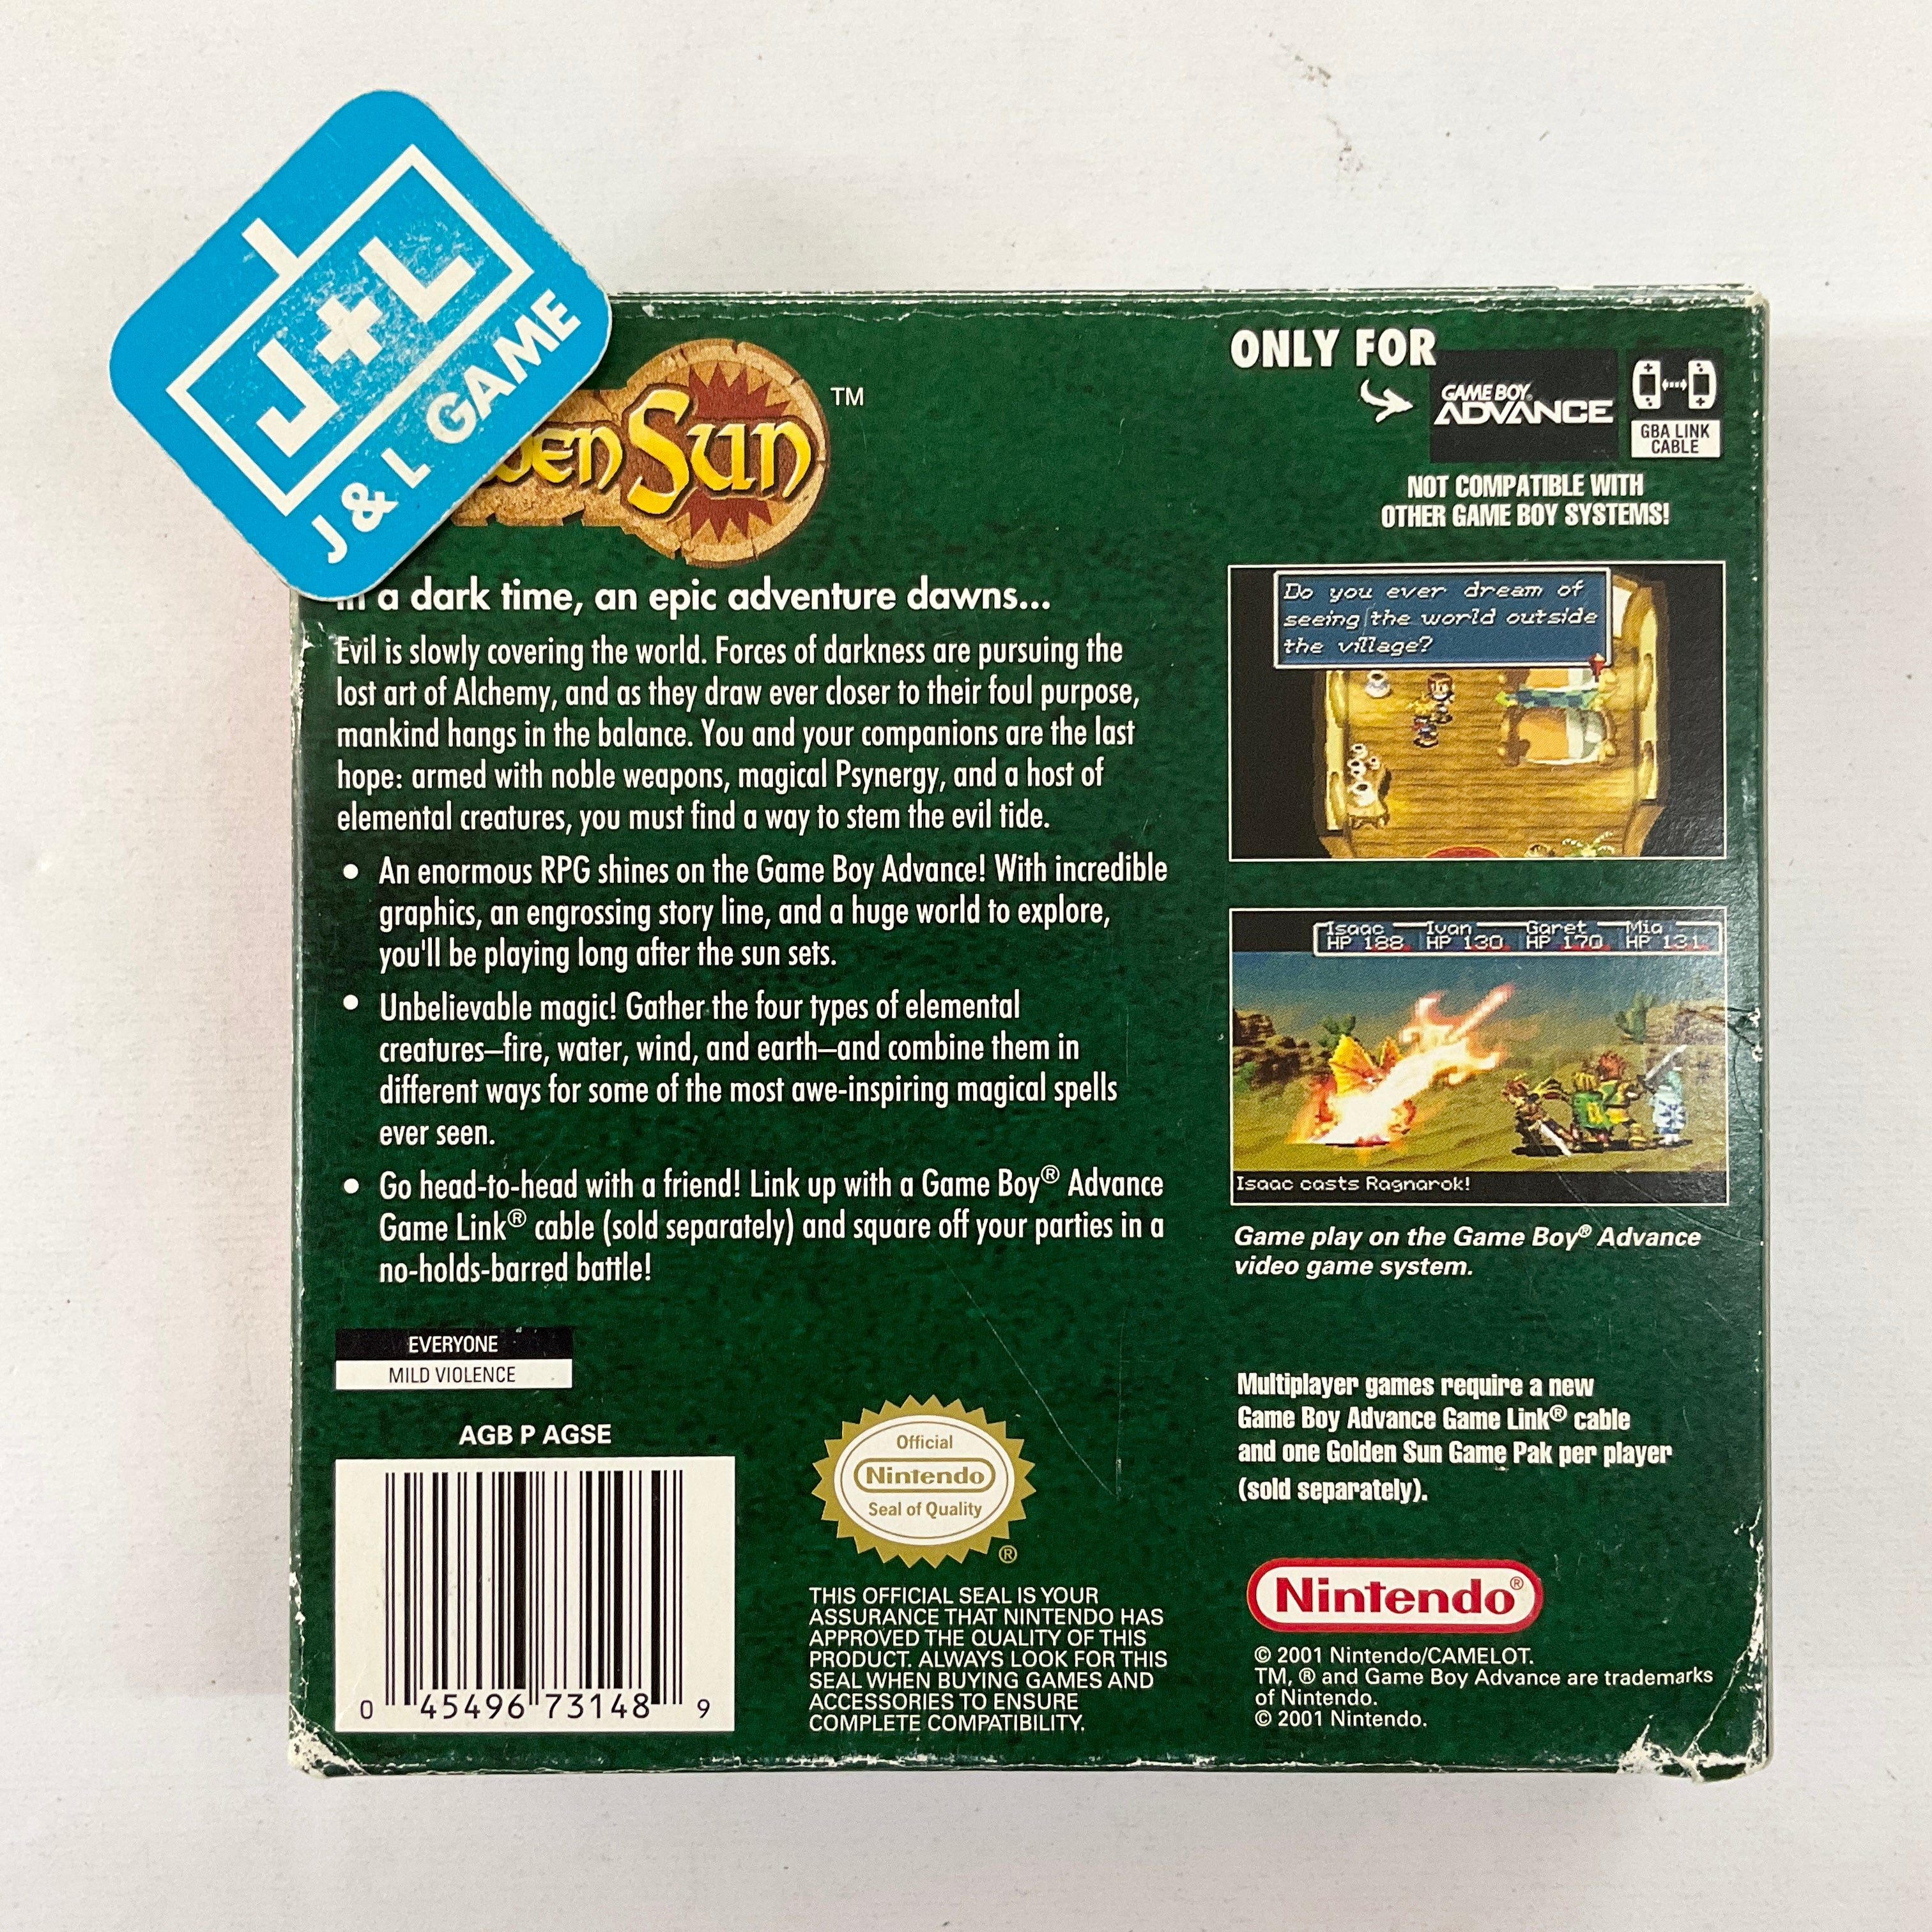 J+L
J & L GAME
Sun TM
ONLY FOR
GAME BOY
ADVANCE
GBA LINK
CABLE
NOT COMPATIBLE WITH
OTHER GAME BOY SYSTEMS!
In a dark time, an epic adventure dawns...
Evil is slowly covering the world. Forces of darkness are pursuing the
lost art of Alchemy, and as they draw ever closer to their foul purpose,
mankind hangs in the balance. You and your companions are the last
hope: armed with noble weapons, magical Psynergy, and a host of
elemental creatures, you must find a way to stem the evil tide.
• An enormous RPG shines on the Game Boy Advance! With incredible
graphics, an engrossing story line, and a huge world to explore,
you'll be playing long after the sun sets.
• Unbelievable magic! Gather the four types of elemental
creatures—fire, water, wind, and earth—and combine them in
different ways for some of the most awe-inspiring magical spells
ever seen.
• Go head-to-head with a friend! Link up with a Game Boy® Advance
Game Link® cable (sold separately) and square off your parties in a
no-holds-barred battle!
Do you ever dream of
seeing the world outside
the village?
Isaac Ivan Garet Mia
HP 188 HP 130 HP 170 HP 131
Isaac casts Ragnarok!
Game play on the Game Boy® Advance
video game system.
EVERYONE
MILD VIOLENCE
AGB P AGSE
0 45496 73148 9
Official
Nintendo
Seal of Quality
®
THIS OFFICIAL SEAL IS YOUR
ASSURANCE THAT NINTENDO HAS
APPROVED THE QUALITY OF THIS
PRODUCT. ALWAYS LOOK FOR THIS
SEAL WHEN BUYING GAMES AND
ACCESSORIES TO ENSURE
COMPLETE COMPATIBILITY.
Multiplayer games require a new
Game Boy Advance Game Link® cable
and one Golden Sun Game Pak per player
(sold separately).
Nintendo®
© 2001 Nintendo/CAMELOT.
TM, ® and Game Boy Advance are trademarks
of Nintendo.
© 2001 Nintendo.